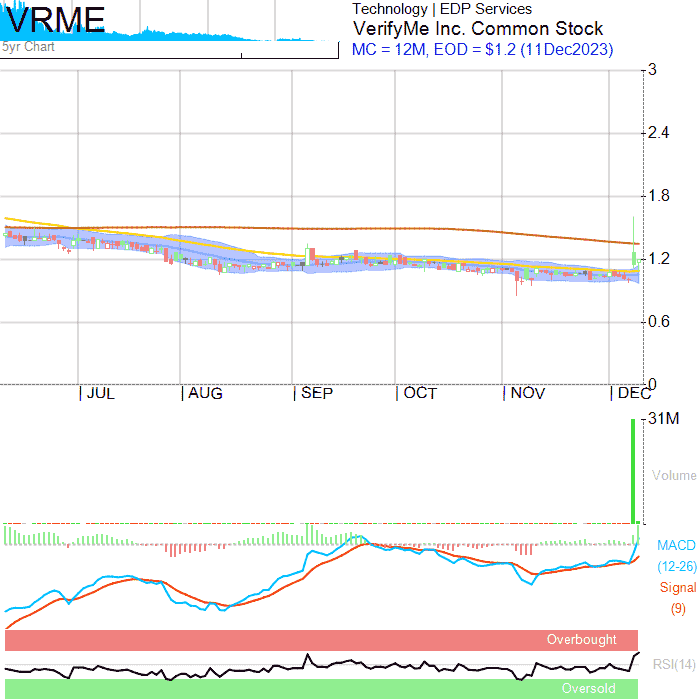 VRME
5yr Chart
Technology | EDP Services
VerifyMe Inc. Common Stock
MC = 12M, EOD = $1.2 (11Dec2023)
3
2.4
1.8
1.2
0.6
0
JUL
AUG
SEP
OCT
NOV
DEC
31M
Volume
MACD
(12-26)
Signal
(9)
Overbought
RSI(14)
Oversold